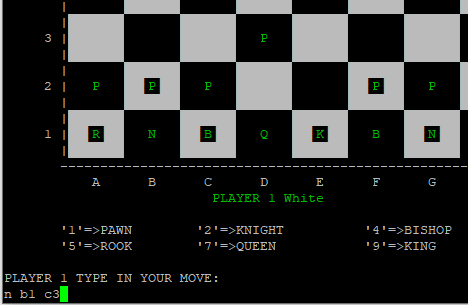 3 | P
2 | P P P P P
1 | R N B Q K B N
A B C D E F G
PLAYER 1 White
'1'=>PAWN '2'=>KNIGHT '4'=>BISHOP
'5'=>ROOK '7'=>QUEEN '9'=>KING
PLAYER 1 TYPE IN YOUR MOVE:
n b1 c3